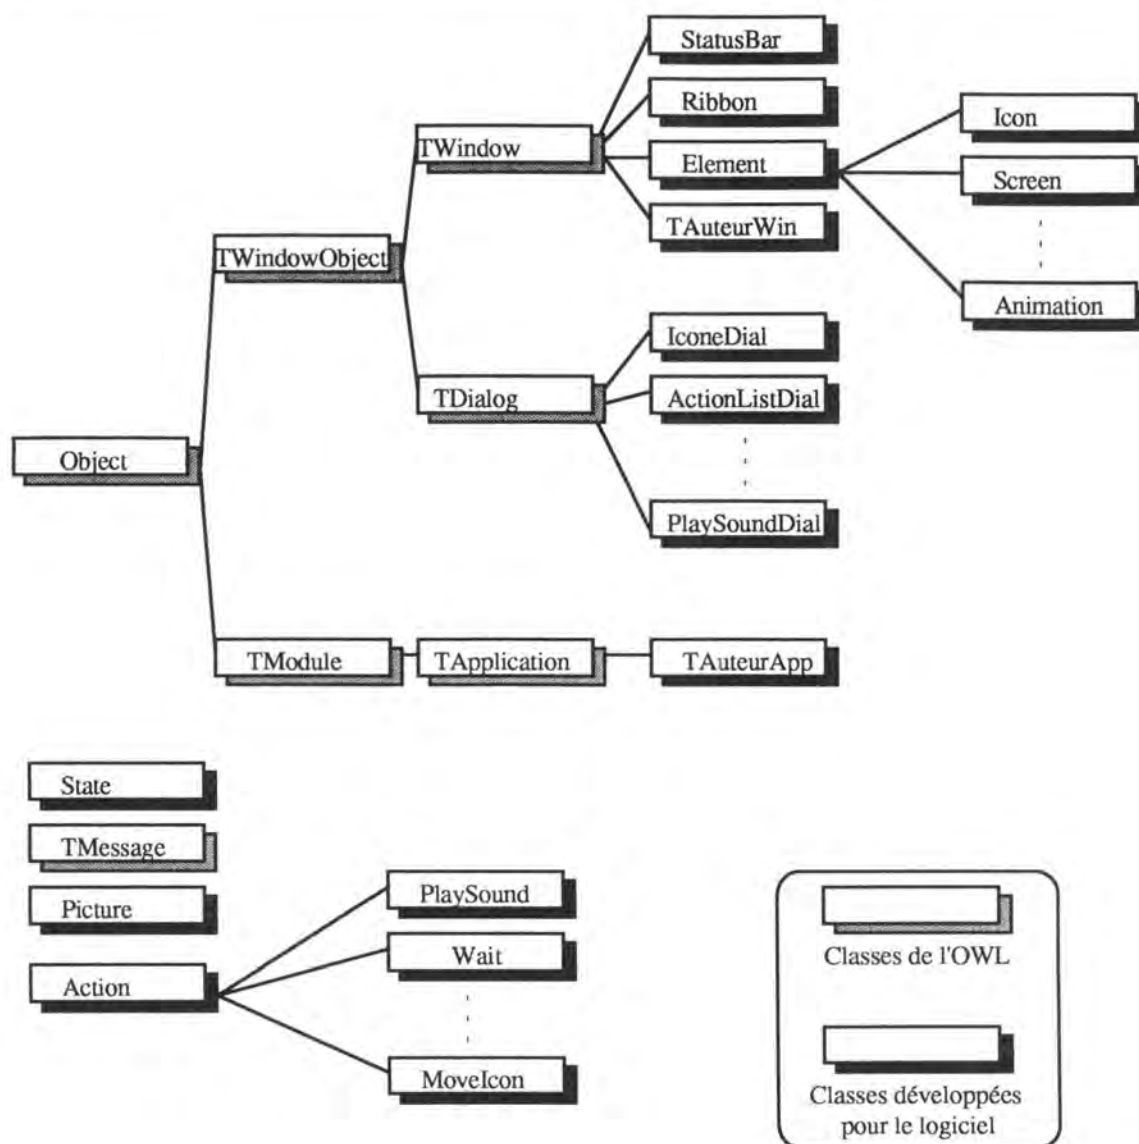 StatusBar
Ribbon
TWindow
Icon
Element
Screen
TAuteurWin
TWindowObject
Animation
IconeDial
TDialog
ActionListDial
Object
PlaySoundDial
TModule
TApplication
TAuteurApp
State
TMessage
Picture
Action
PlaySound
Wait
MoveIcon
Classes de l'OWL
Classes développées
pour le logiciel